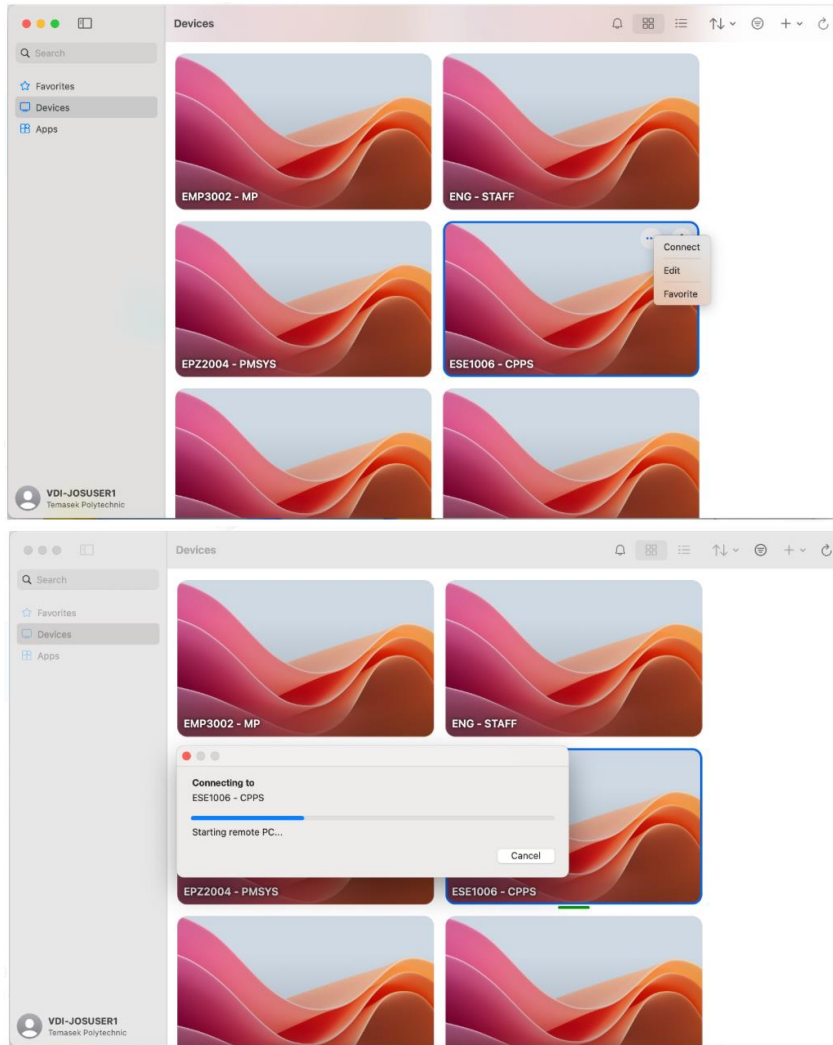 Devices
Search
Favorites
Devices
Apps
EMP3002 - MP
ENG - STAFF
Connect
Edit
Favorite
EPZ2004 - PMSYS
ESE1006 - CPPS
VDI-JOSUSER1
Temasek Polytechnic
Devices
Search
Favorites
Devices
Apps
EMP3002 - MP
ENG - STAFF
Connecting to
ESE1006 - CPPS
Starting remote PC...
Cancel
EPZ2004 - PMSYS
ESE1006 - CPPS
VDI-JOSUSER1
Temasek Polytechnic